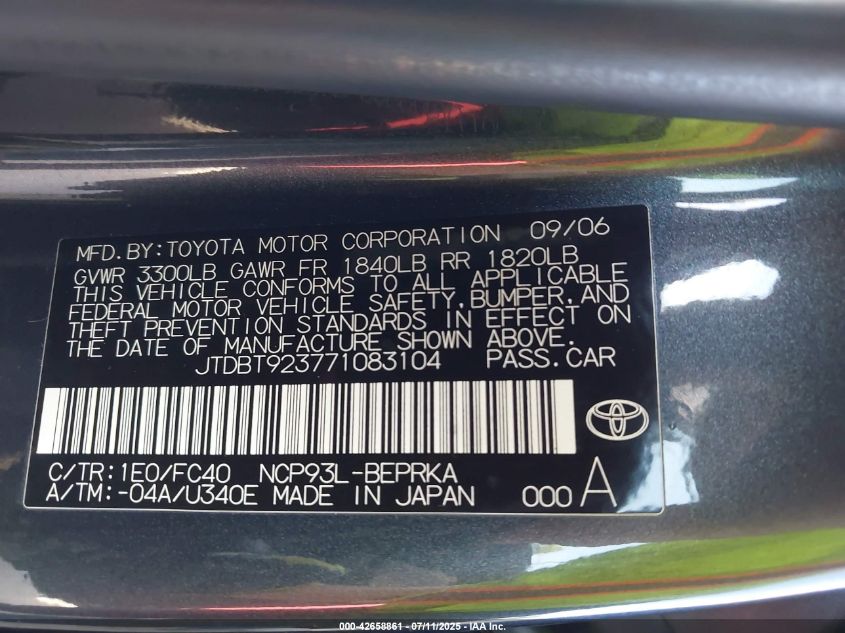 MFD.BY:TOYOTA MOTOR CORPORATION 09/06
GVWR 3300LB GAWR FR 1840LB RR 1820LB
THIS VEHICLE CONFORMS TO ALL APPLICABLE
FEDERAL MOTOR VEHICLE SAFETY,BUMPER,AND
THEFT PREVENTION STANDARDS IN EFFECT ON
THE DATE OF MANUFACTURE SHOWN ABOVE.
JTDBT923771083104 PASS.CAR
C/TR:1E0/FC40 NCP93L-BEPRKA
A/TM:-04A/U340E MADE IN JAPAN 000 A
000-42658861 - 07/11/2025 - IAA Inc.